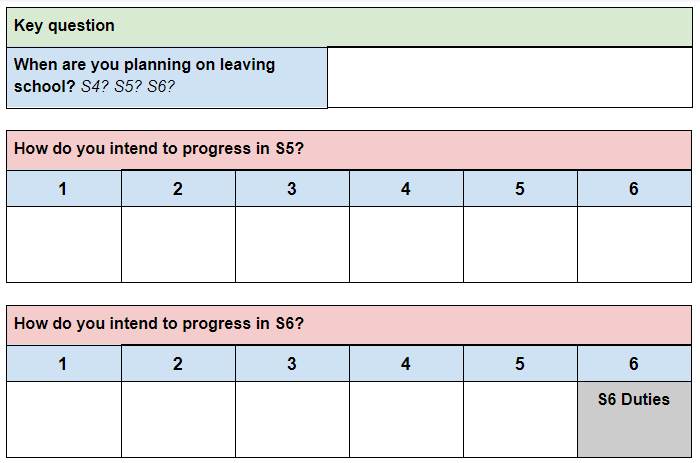 Key question
When are you planning on leaving
school? S4? S5? S6?
How do you intend to progress in S5?
1 2 3 4 5 6
How do you intend to progress in S6?
1 2 3 4 5 6
S6 Duties